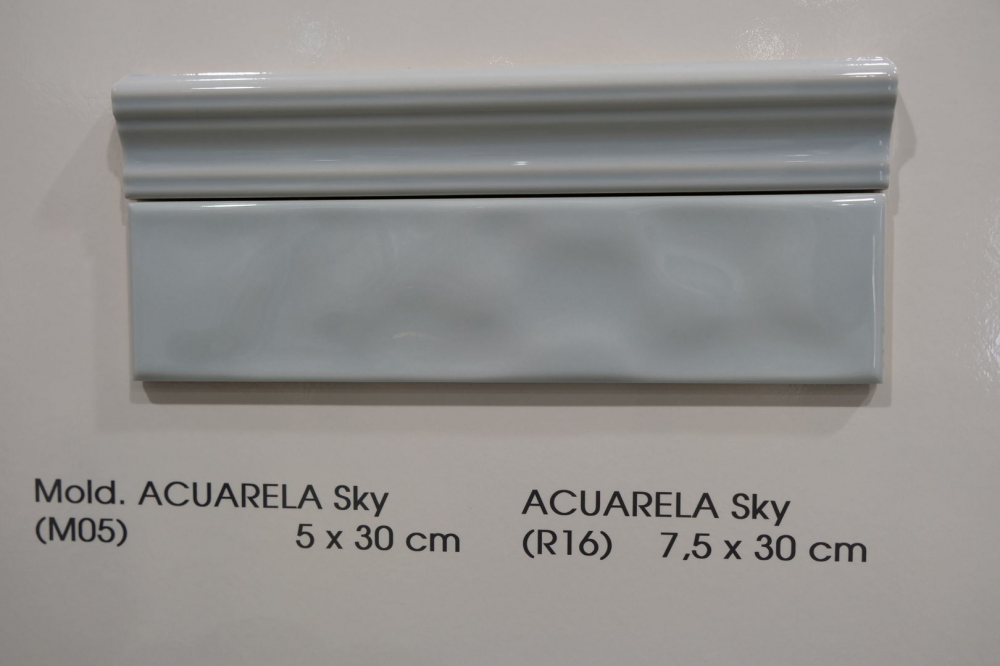 Mold. ACUARELA Sky
(M05) 5 x 30 cm
ACUARELA Sky
(R16) 7,5 x 30 cm